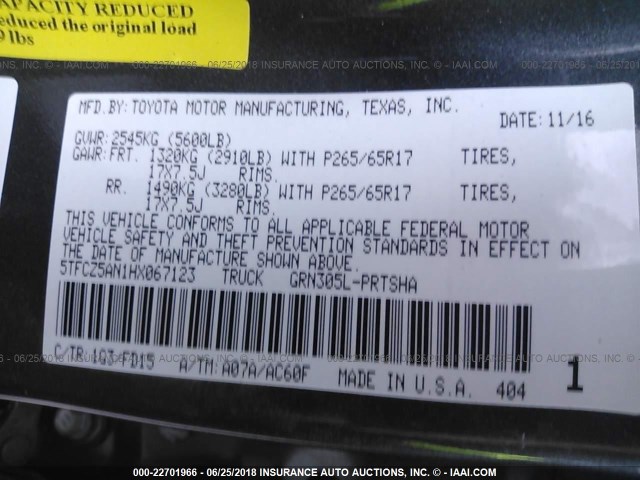 APACITY REDUCED
educed the original load
lbs
MFD.BY: TOYOTA MOTOR MANUFACTURING, TEXAS, INC.
DATE: 11/16
GVWR: 2545KG (5600LB)
GAWR: FRT. 1320KG (2910LB) WITH P265/65R17 TIRES,
17X7.5J RIMS.
RR. 1490KG (3280LB) WITH P265/65R17 TIRES,
17X7.5J RIMS.
THIS VEHICLE CONFORMS TO ALL APPLICABLE FEDERAL MOTOR
VEHICLE SAFETY AND THEFT PREVENTION STANDARDS IN EFFECT ON
THE DATE OF MANUFACTURE SHOWN ABOVE.
5TFCZ5AN1HX067123 TRUCK GRN305L-PRTSHA
C/TR: 1G3-FD15 A/TM: A07A/AC60F MADE IN U.S.A. 404 1
000-22701966 - 06/25/2018 INSURANCE AUTO AUCTIONS, INC. - © - IAAI.COM